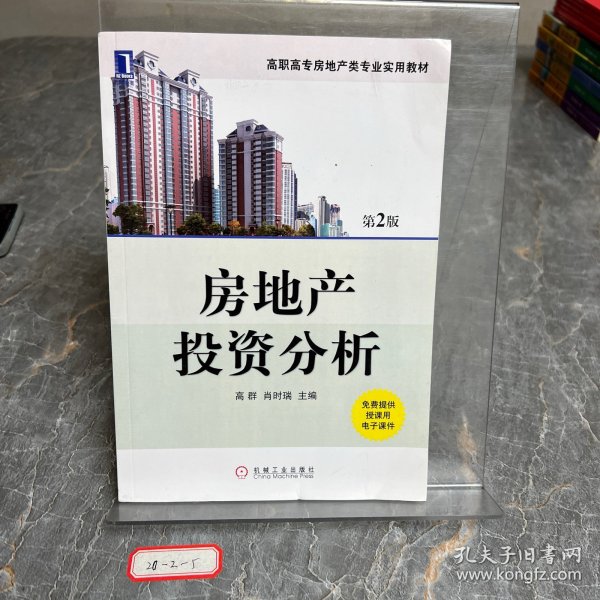 高职高专房地产类专业实用教材
第2版
房地产
投资分析
高群 肖时瑞 主编
免费提供
授课用
电子课件
机械工业出版社
China Machine Press
20-2-5
孔夫子旧书网
www.kongfz.com